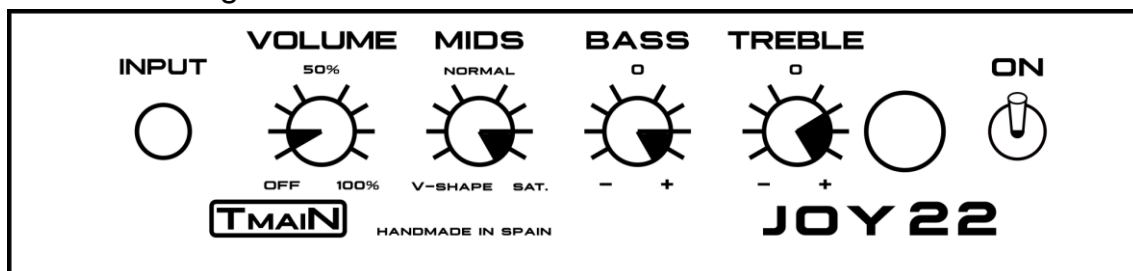 VOLUME MIDS BASS TREBLE
INPUT 50% NORMAL 0 0 ON
OFF 100% V-SHAPE SAT. - + - +
TMAIN HANDMADE IN SPAIN JOY 22